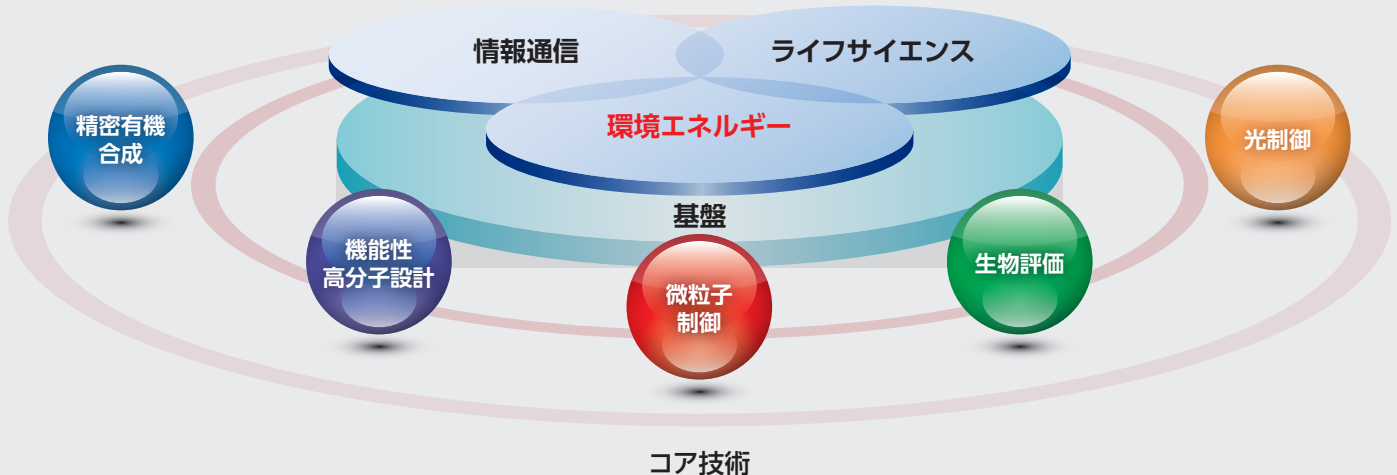 情報通信
ライフサイエンス
環境エネルギー
精密有機
合成
光制御
基盤
機能性
高分子設計
生物評価
微粒子
制御
コア技術